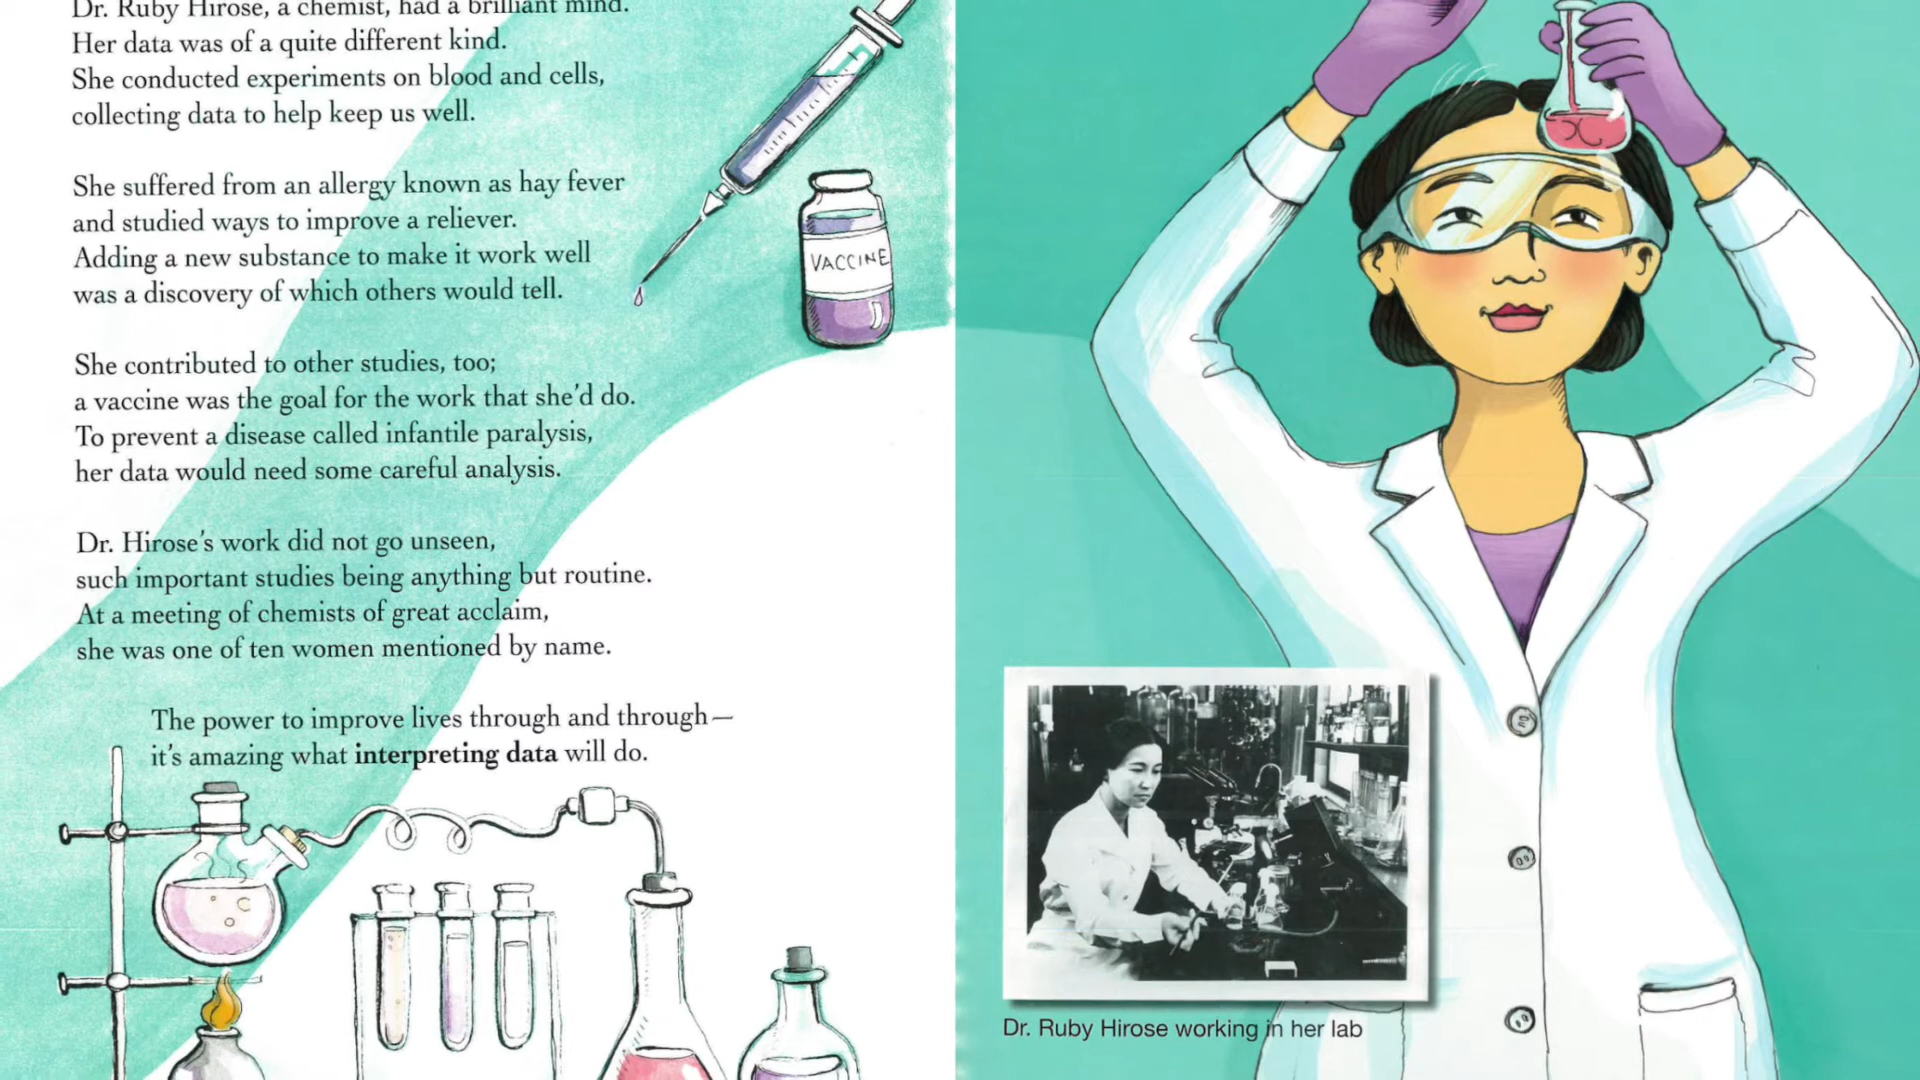 Dr. Ruby Hirose, a chemist, had a brilliant mind.
Her data was of a quite different kind.
She conducted experiments on blood and cells,
collecting data to help keep us well.
She suffered from an allergy known as hay fever
and studied ways to improve a reliever.
Adding a new substance to make it work well
was a discovery of which others would tell.
She contributed to other studies, too;
a vaccine was the goal for the work that she'd do.
To prevent a disease called infantile paralysis,
her data would need some careful analysis.
Dr. Hirose's work did not go unseen,
such important studies being anything but routine.
At a meeting of chemists of great acclaim,
she was one of ten women mentioned by name.
The power to improve lives through and through—
it's amazing what interpreting data will do.
VACCINE
Dr. Ruby Hirose working in her lab